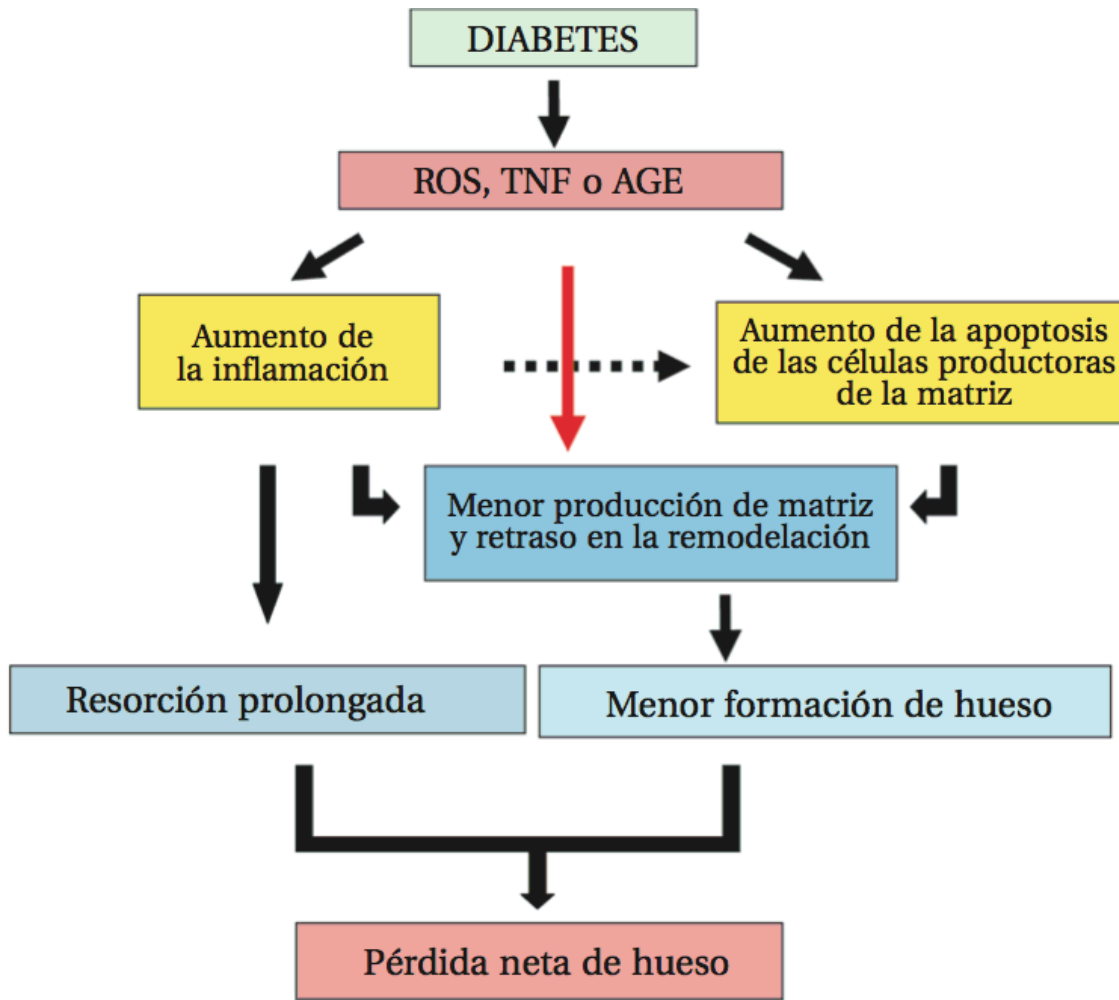 DIABETES
ROS, TNF o AGE
Aumento de
la inflamación
Aumento de la apoptosis
de las células productoras
de la matriz
Menor producción de matriz
y retraso en la remodelación
Resorción prolongada
Menor formación de hueso
Pérdida neta de hueso